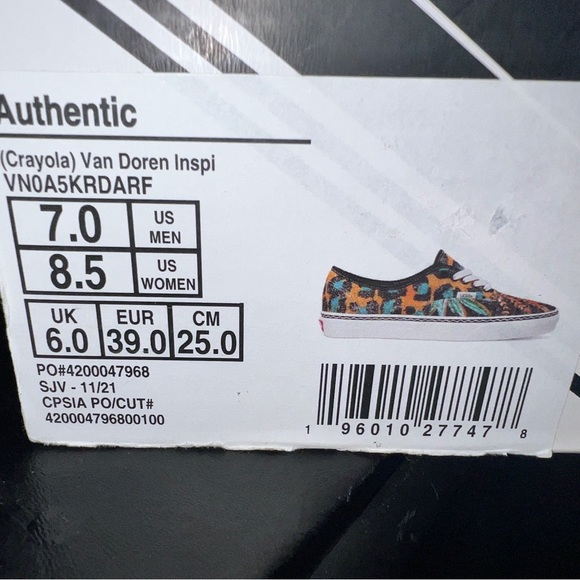 Authentic
(Crayola) Van Doren Inspi
VN0A5KRDARF
7.0 US MEN
8.5 US WOMEN
UK EUR CM
6.0 39.0 25.0
PO#4200047968
SJV - 11/21
CPSIA PO/CUT#
420004796800100
1 96010 27747 8